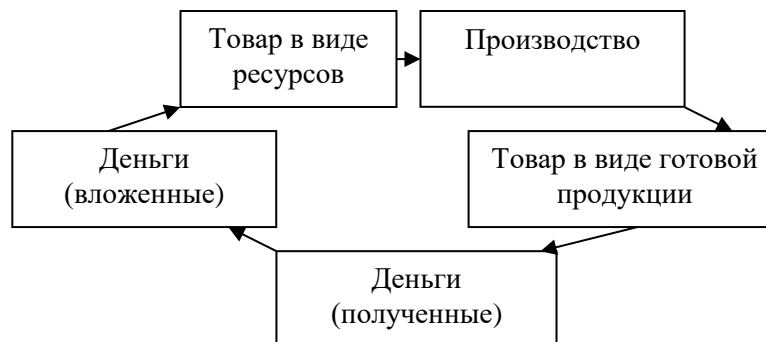 Товар в виде
ресурсов
Производство
Деньги
(вложенные)
Товар в виде готовой
продукции
Деньги
(полученные)